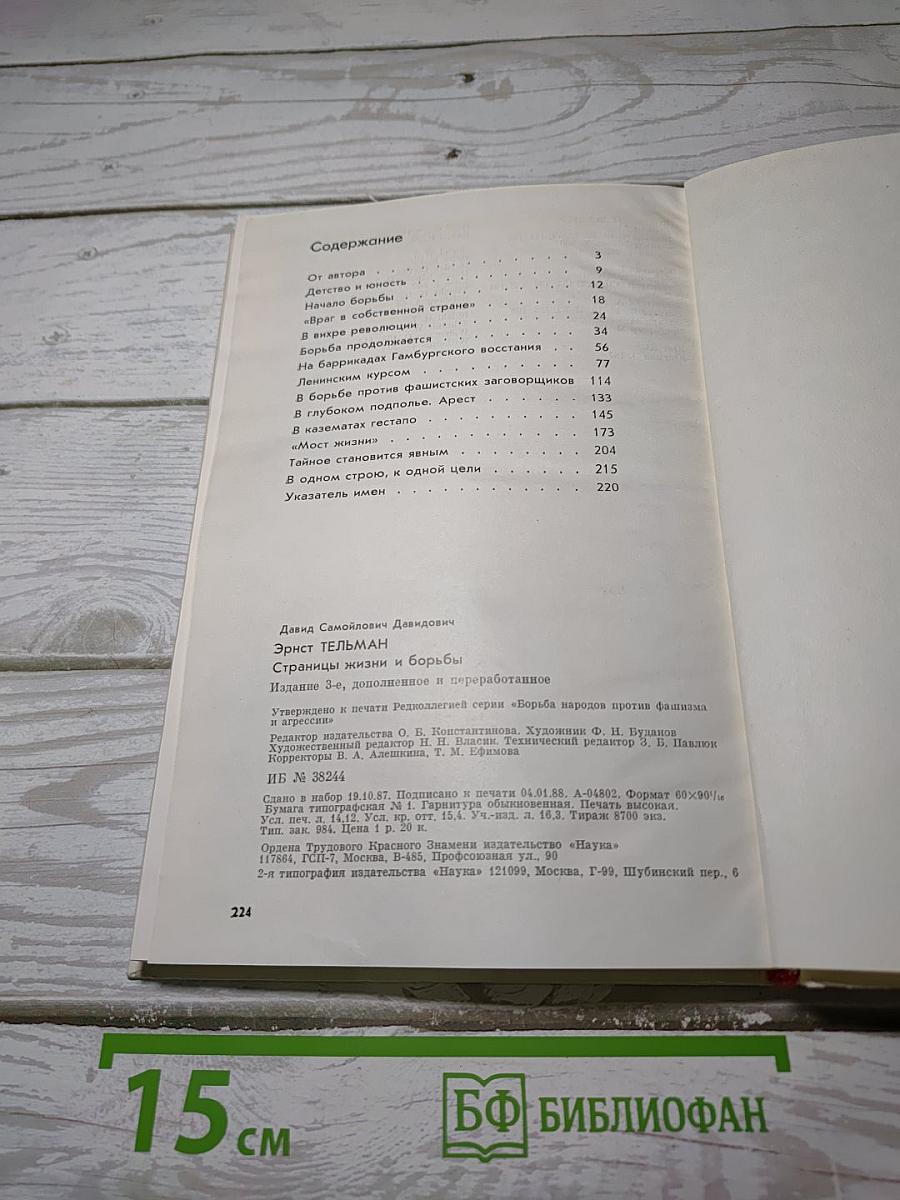 Содержание
От автора . . . . . . . . . . . . . 3
Детство и юность . . . . . . . . . . 9
Начало борьбы . . . . . . . . . . . 12
«Враг в собственной стране» . . . . . . 18
В вихре революции . . . . . . . . . . 24
Борьба продолжается . . . . . . . . . 34
На баррикадах Гамбургского восстания . . 56
Ленинским курсом . . . . . . . . . . 77
В борьбе против фашистских заговорщиков 114
В глубоком подполье. Арест . . . . . . 133
В казематах гестапо . . . . . . . . . 145
«Мост жизни» . . . . . . . . . . . . 173
Тайное становится явным . . . . . . . . 204
В одном строю, к одной цели . . . . . . 215
Указатель имен . . . . . . . . . . . . 220
Давид Самойлович Давидович
Эрнст ТЕЛЬМАН
Страницы жизни и борьбы
Издание 3-е, дополненное и переработанное
Утверждено к печати Редколлегией серии «Борьба народов против фашизма
и агрессии»
Редактор издательства О. Б. Константинова. Художник Ф. Н. Буданов
Художественный редактор Н. Н. Власик. Технический редактор З. Б. Павлюк
Корректоры В. А. Алешкина, Т. М. Ефимова
ИБ № 38244
Сдано в набор 19.10.87. Подписано к печати 04.01.88. А-04802. Формат 60×90 1/16
Бумага типографская № 1. Гарнитура обыкновенная. Печать высокая.
Усл. печ. л. 14,12. Усл. кр. отт. 15,4. Уч.-изд. л. 16,3. Тираж 8700 экз.
Тип. зак. 984. Цена 1 р. 20 к.
Ордена Трудового Красного Знамени издательство «Наука»
117864, ГСП-7, Москва, В-485, Профсоюзная ул., 90
2-я типография издательства «Наука» 121099, Москва, Г-99, Шубинский пер., 6
224
15 см
БФ БИБЛИОФАН